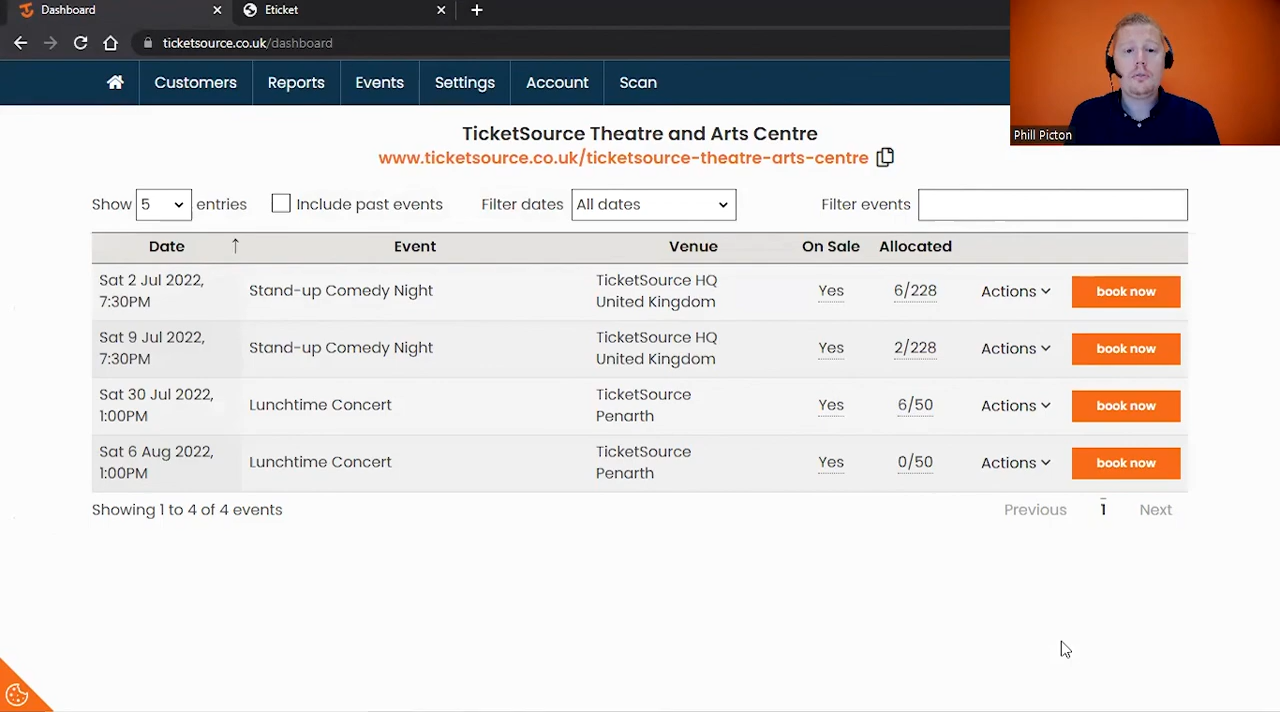 Dashboard
Eticket
ticketsource.co.uk/dashboard
Phill Picton
Customers Reports Events Settings Account Scan
TicketSource Theatre and Arts Centre
www.ticketsource.co.uk/ticketsource-theatre-arts-centre
Show 5 entries Include past events Filter dates All dates Filter events
Date ↑ Event Venue On Sale Allocated
Sat 2 Jul 2022,
7:30PM
Stand-up Comedy Night
TicketSource HQ
United Kingdom
Yes 6/228 Actions book now
Sat 9 Jul 2022,
7:30PM
Stand-up Comedy Night
TicketSource HQ
United Kingdom
Yes 2/228 Actions book now
Sat 30 Jul 2022,
1:00PM
Lunchtime Concert
TicketSource
Penarth
Yes 6/50 Actions book now
Sat 6 Aug 2022,
1:00PM
Lunchtime Concert
TicketSource
Penarth
Yes 0/50 Actions book now
Showing 1 to 4 of 4 events
Previous 1 Next